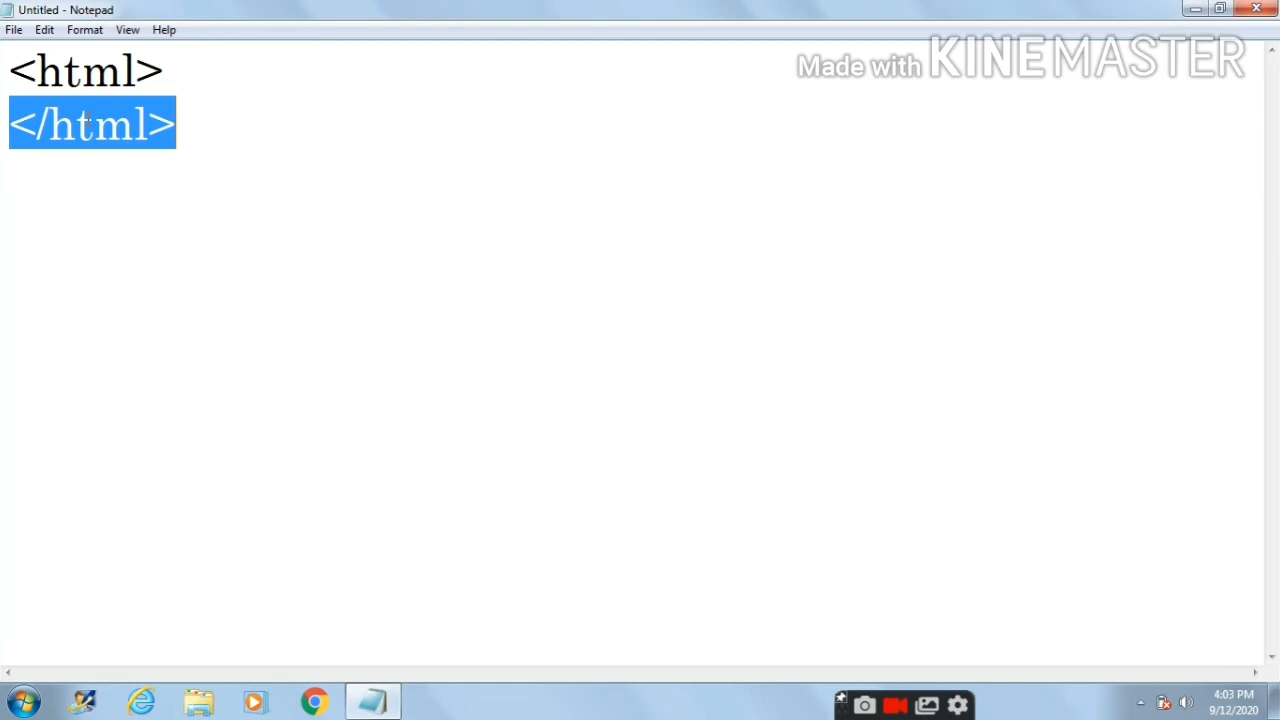 Untitled - Notepad
File Edit Format View Help
<html>
</html>
Made with KINEMASTER
4:03 PM
9/12/2020